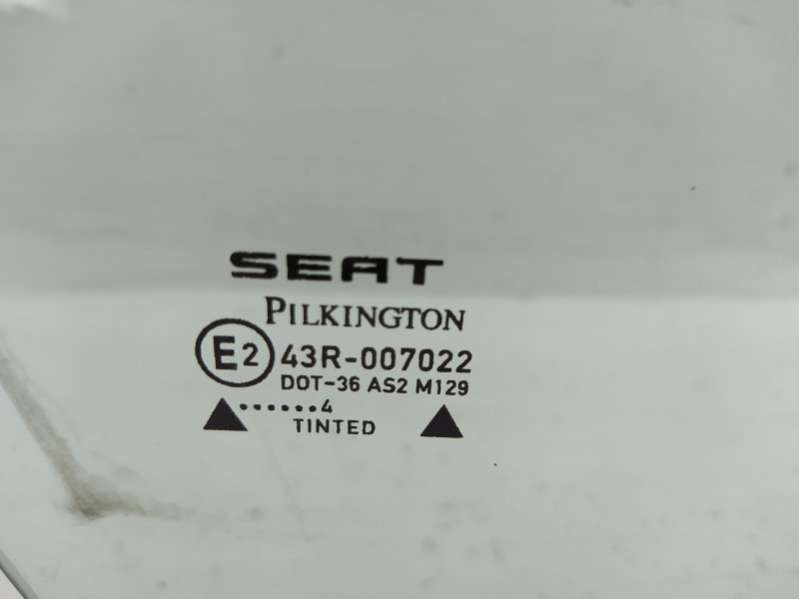 SEAT
PILKINGTON
E2 43R-007022
DOT-36 AS2 M129
.......4
TINTED